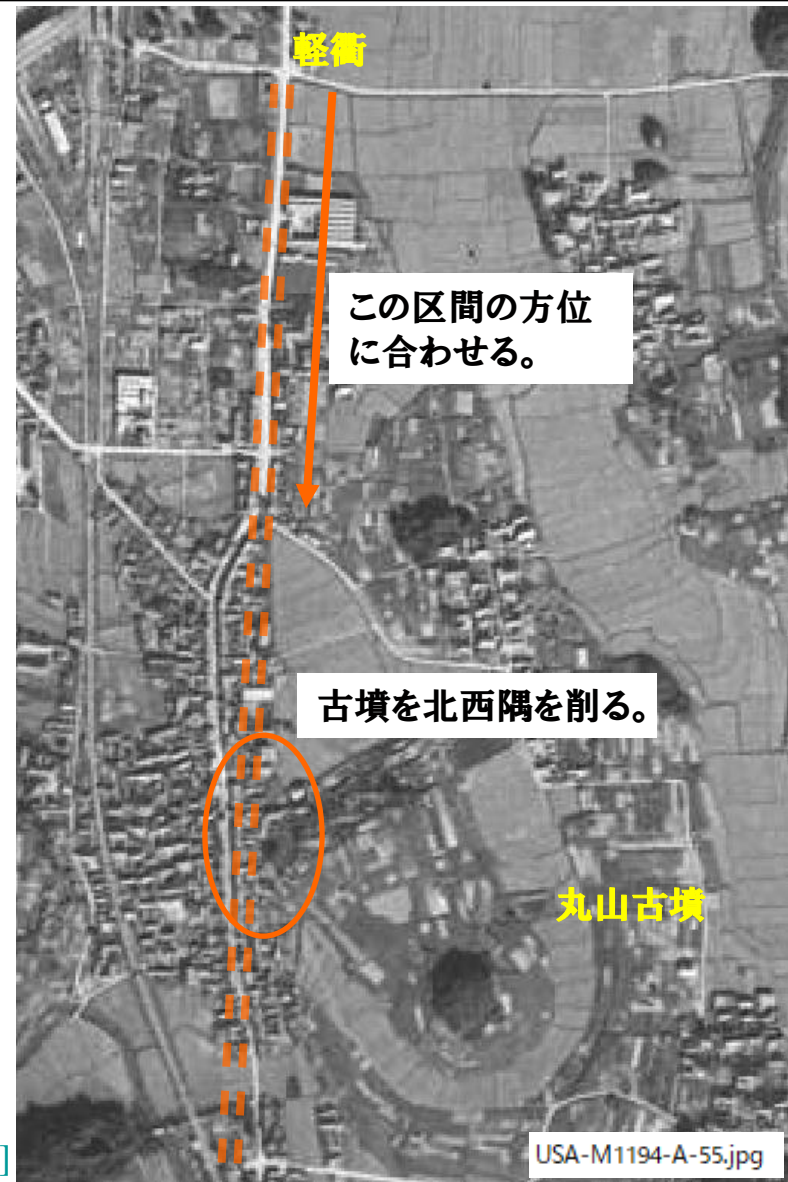 軽衢
この区間の方位
に合わせる。
古墳を北西隅を削る。
丸山古墳
USA-M1194-A-55.jpg
]